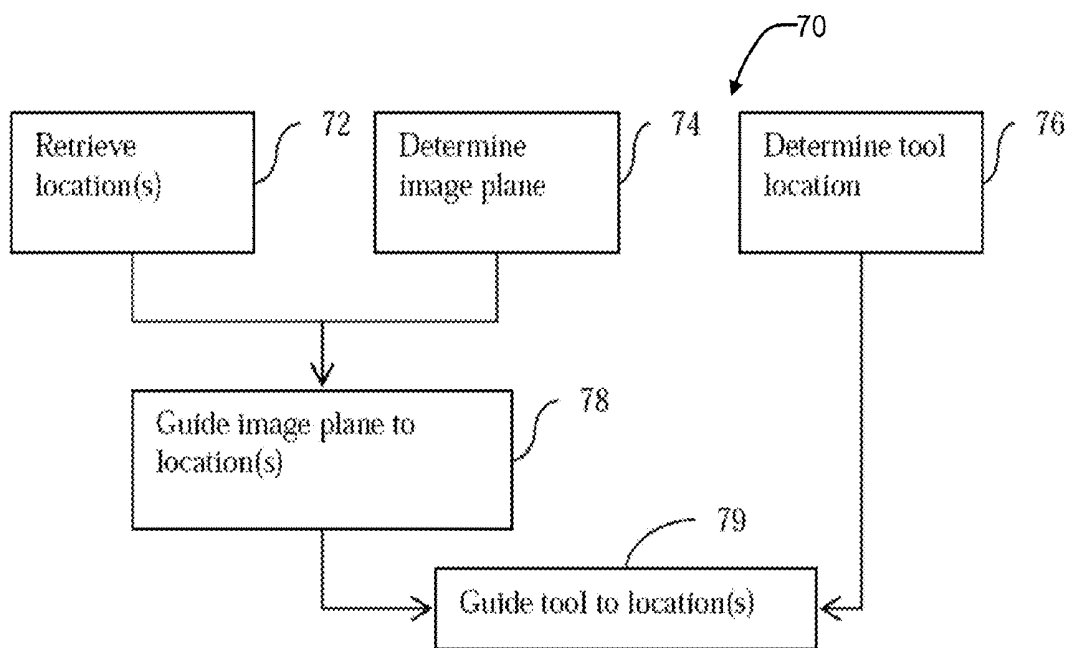 70
Retrieve
location(s)
72
Determine
image plane
74
Determine tool
location
76
Guide image plane to
location(s)
78
79
Guide tool to location(s)